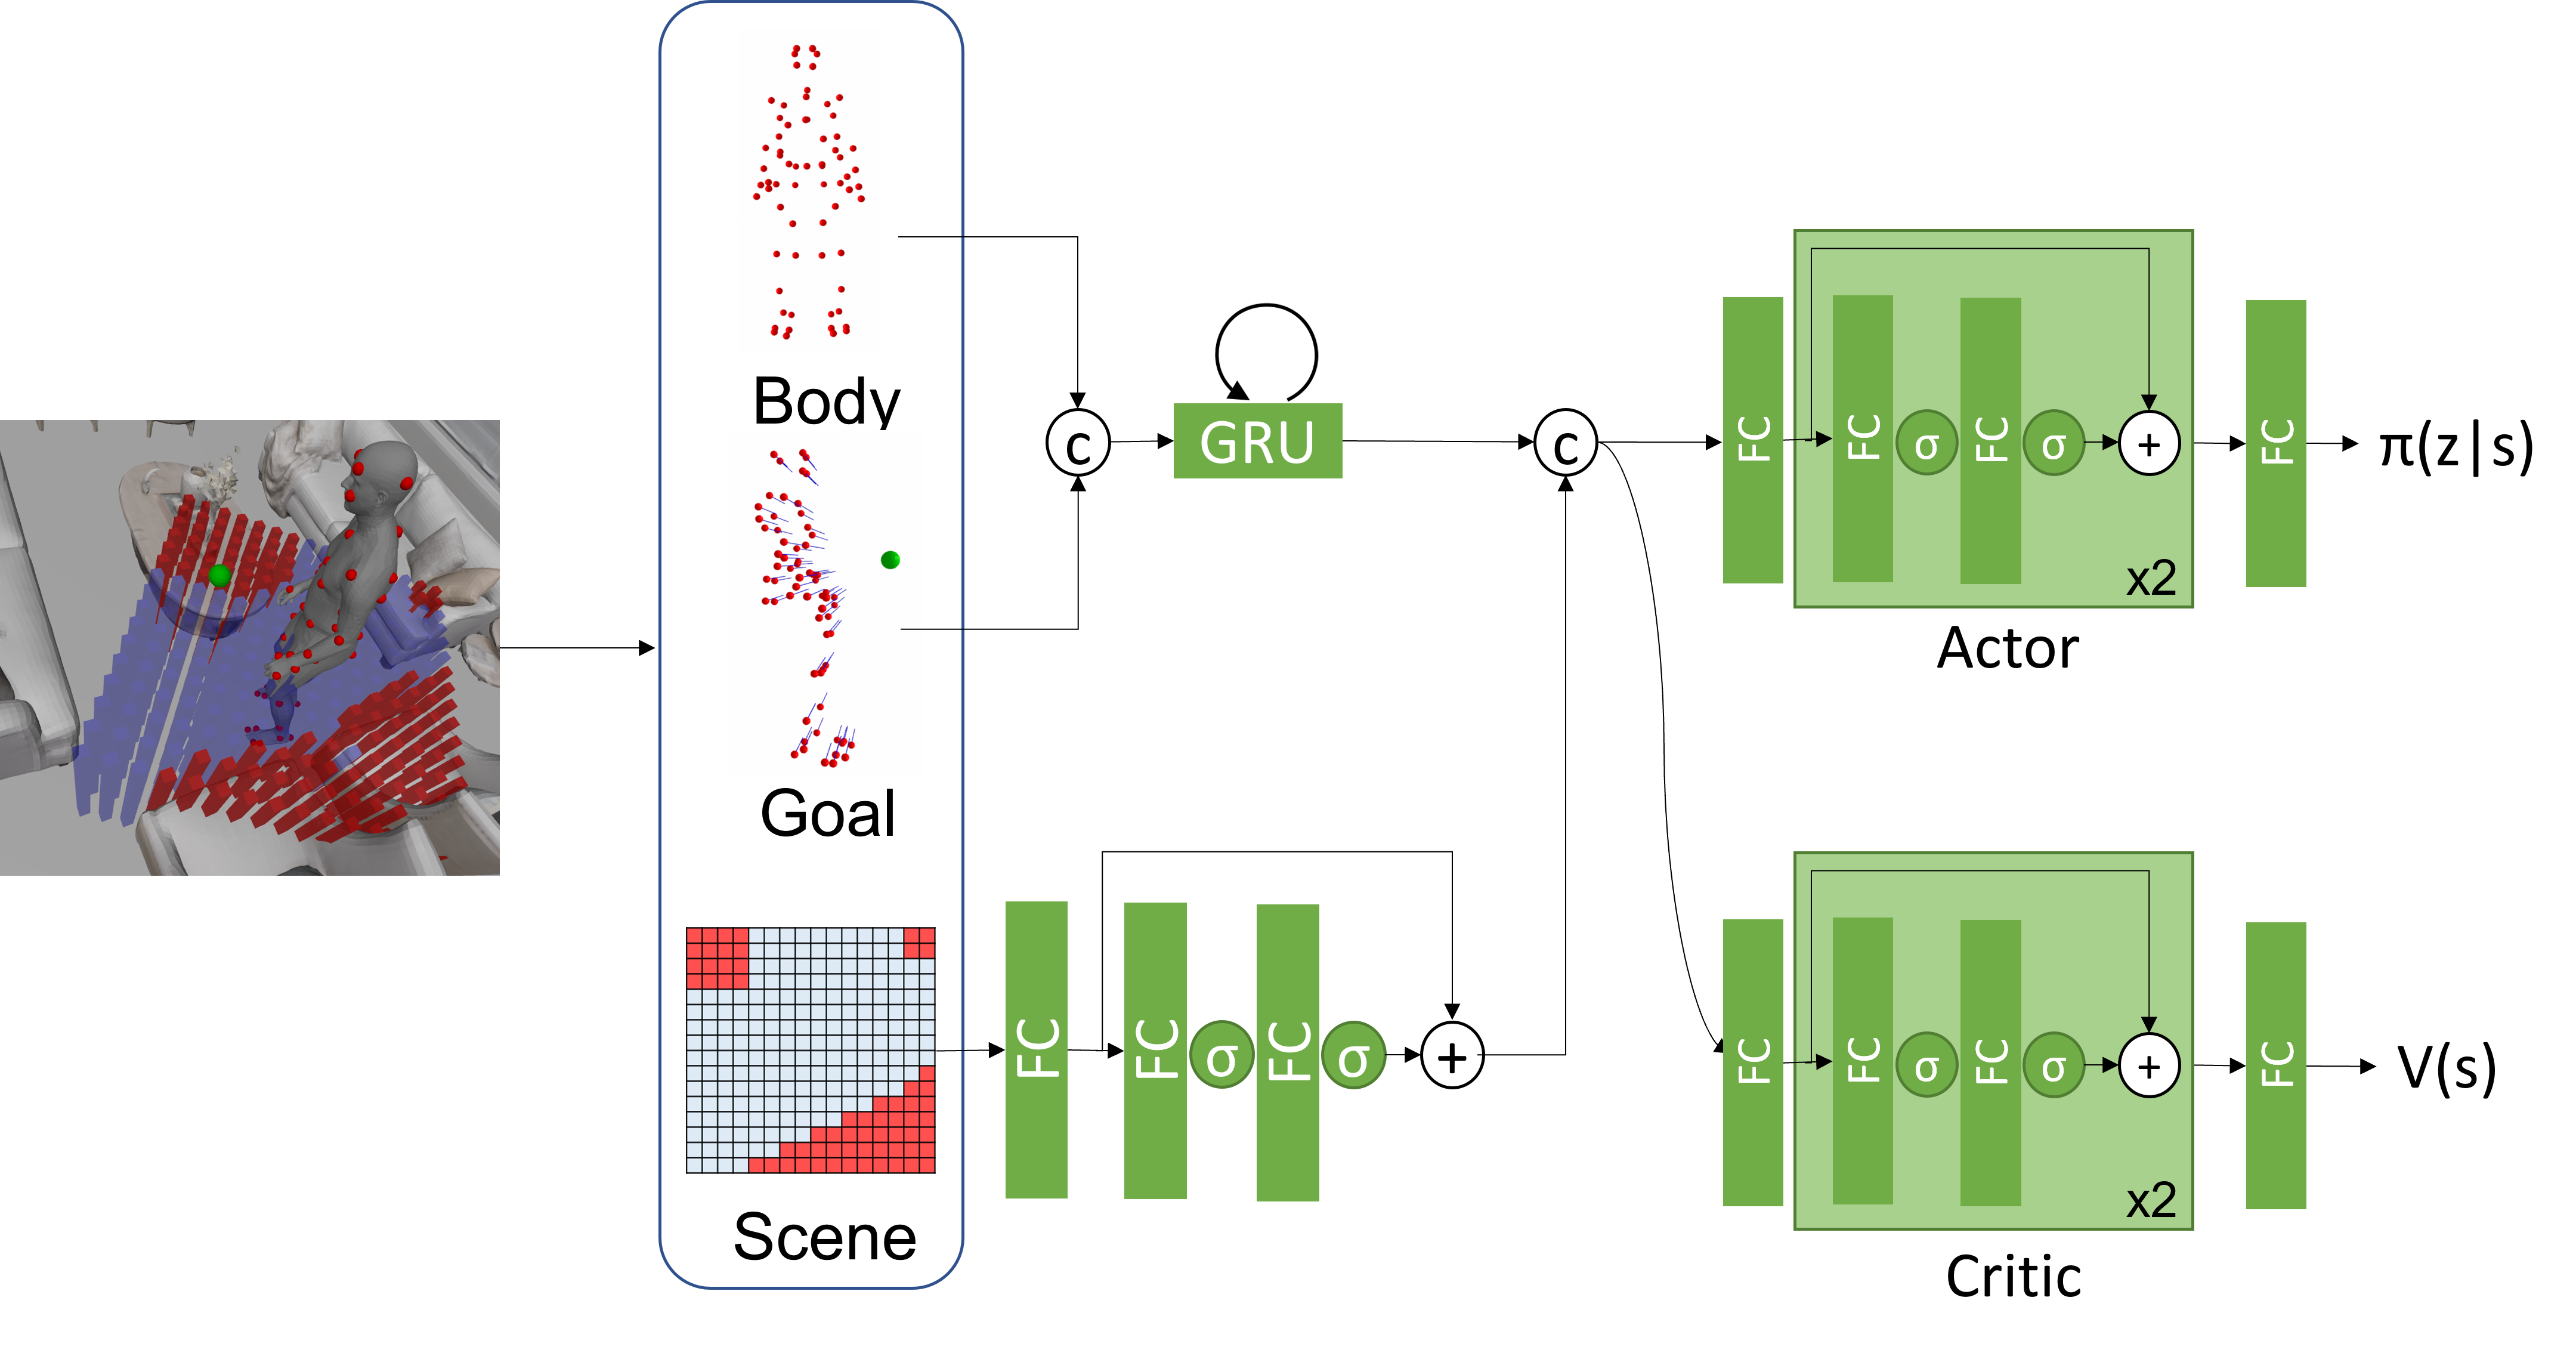 Body
Goal
Scene
c
GRU
c
FC
FC
σ
FC
σ
+
FC
FC
σ
FC
σ
+
x2
FC
π(z|s)
Actor
FC
FC
σ
FC
σ
+
x2
FC
V(s)
Critic